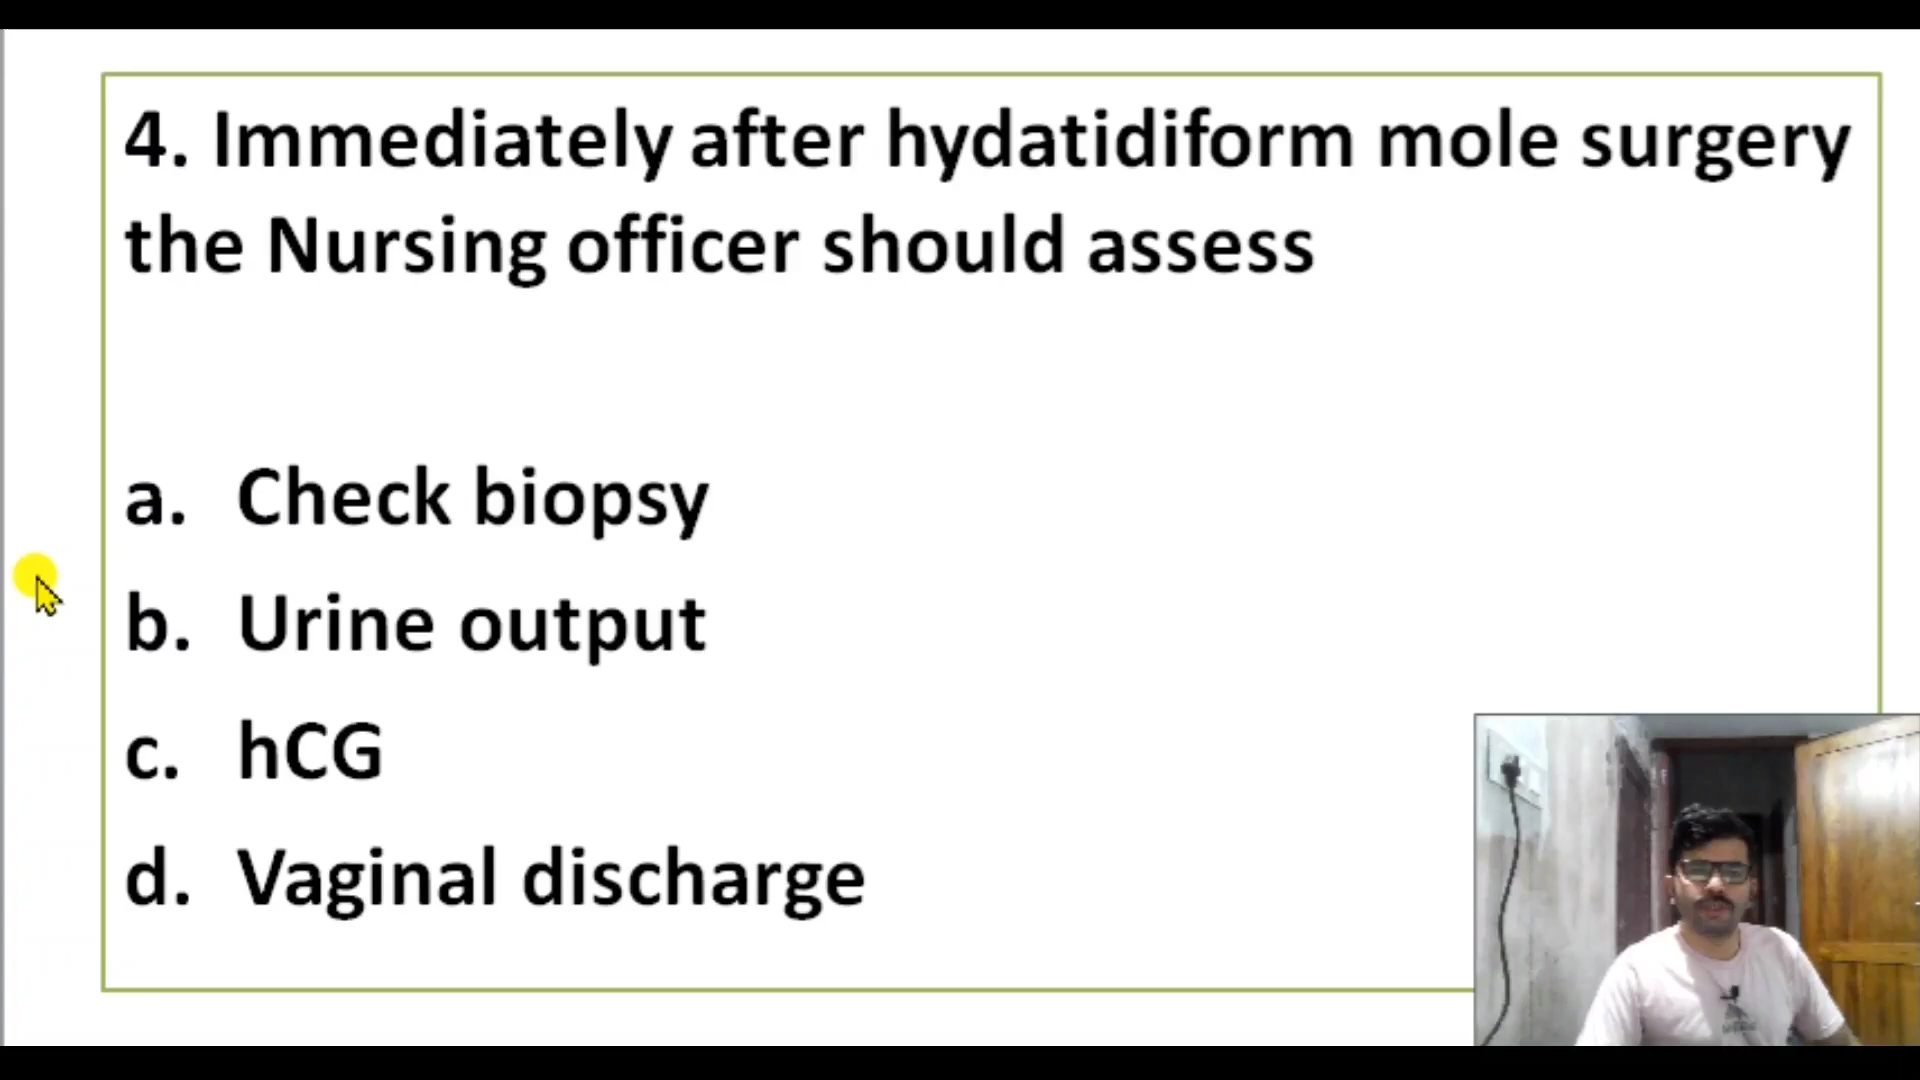 4. Immediately after hydatidiform mole surgery
the Nursing officer should assess
a. Check biopsy
b. Urine output
c. hCG
d. Vaginal discharge